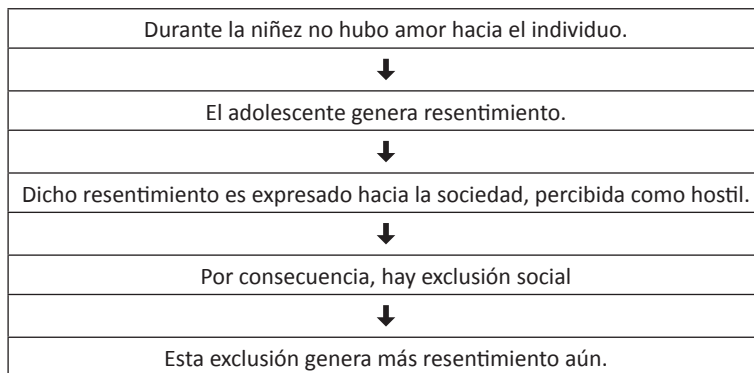 Durante la niñez no hubo amor hacia el individuo.
El adolescente genera resentimiento.
Dicho resentimiento es expresado hacia la sociedad, percibida como hostil.
Por consecuencia, hay exclusión social
Esta exclusión genera más resentimiento aún.